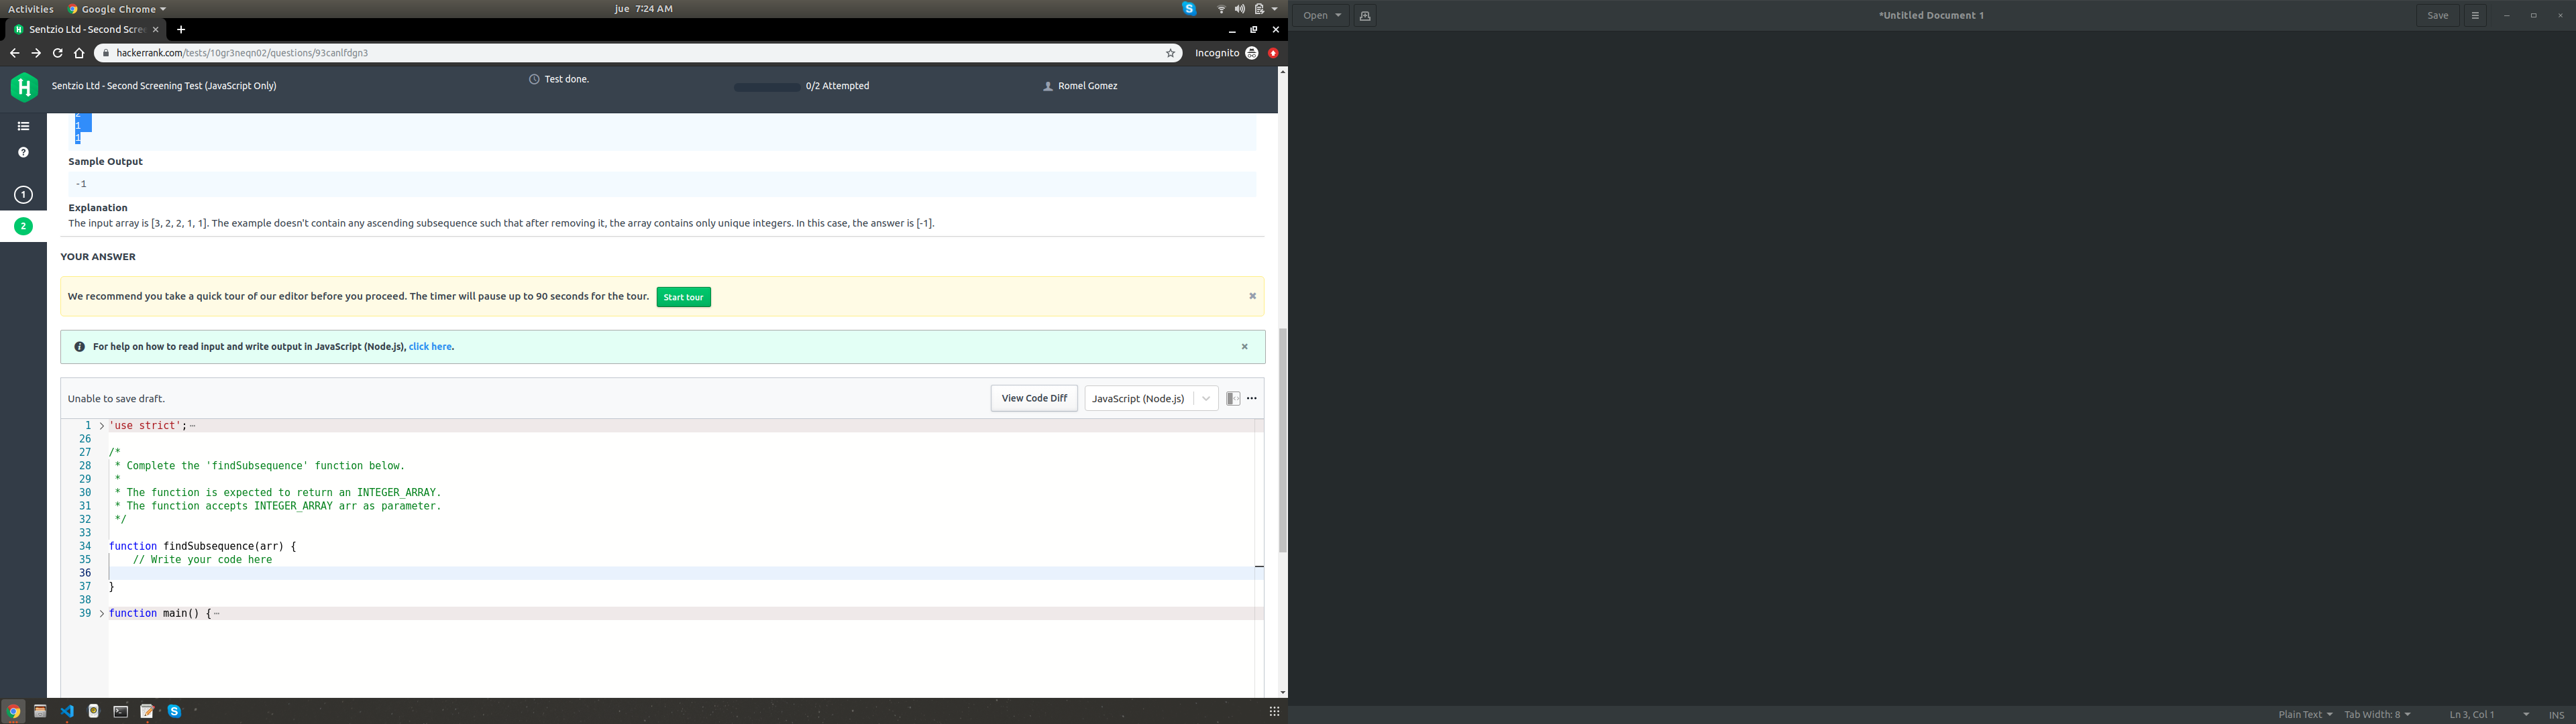 Activities Google Chrome jue 7:24 AM
Sentzio Ltd - Second Scree
hackerrank.com/tests/10gr3neqn02/questions/93canlfdgn3 Incognito
Sentzio Ltd - Second Screening Test (JavaScript Only) Test done. 0/2 Attempted Romel Gomez
1
2
2
1
1
Sample Output
-1
Explanation
The input array is [3, 2, 2, 1, 1]. The example doesn't contain any ascending subsequence such that after removing it, the array contains only unique integers. In this case, the answer is [-1].
YOUR ANSWER
We recommend you take a quick tour of our editor before you proceed. The timer will pause up to 90 seconds for the tour. Start tour
For help on how to read input and write output in JavaScript (Node.js), click here.
Unable to save draft. View Code Diff JavaScript (Node.js)
1 'use strict';
26
27 /*
28 * Complete the 'findSubsequence' function below.
29 *
30 * The function is expected to return an INTEGER_ARRAY.
31 * The function accepts INTEGER_ARRAY arr as parameter.
32 */
33
34 function findSubsequence(arr) {
35 // Write your code here
36
37 }
38
39 function main() {
Open *Untitled Document 1 Save
Plain Text Tab Width: 8 Ln 3, Col 1 INS